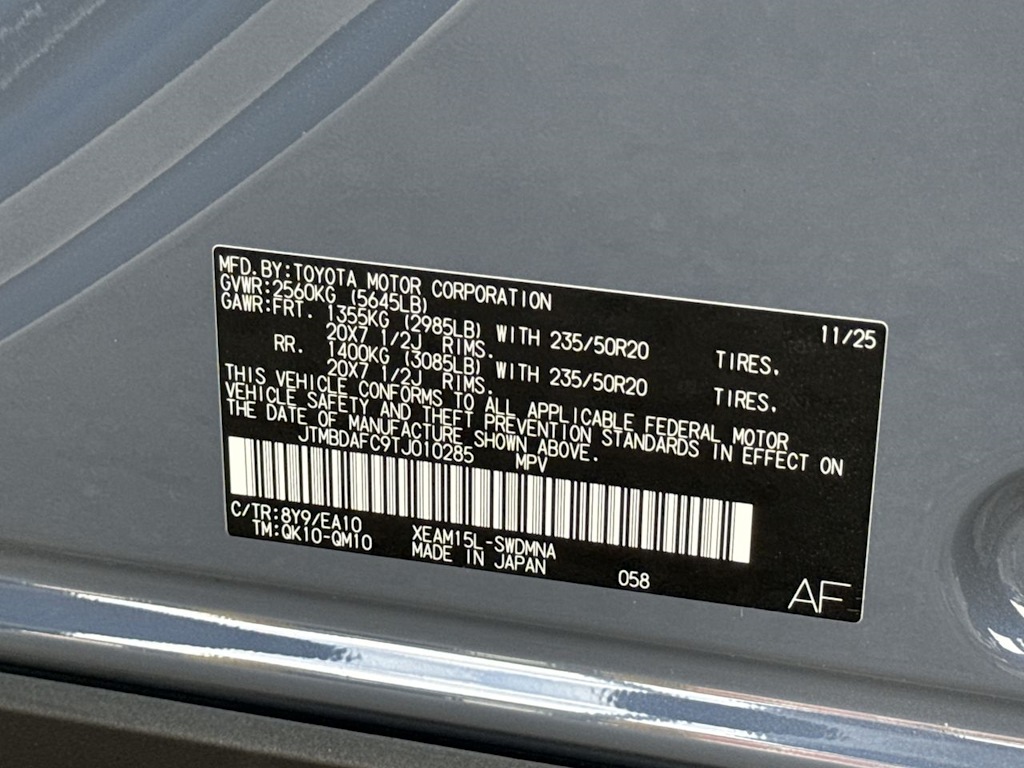 MFD. BY: TOYOTA MOTOR CORPORATION 11/25
GVWR: 2560KG (5645LB)
GAWR: FRT. 1355KG (2985LB) WITH 235/50R20 TIRES.
20X7 1/2J RIMS.
RR. 1400KG (3085LB) WITH 235/50R20 TIRES.
20X7 1/2J RIMS.
THIS VEHICLE CONFORMS TO ALL APPLICABLE FEDERAL MOTOR
VEHICLE SAFETY AND THEFT PREVENTION STANDARDS IN EFFECT ON
THE DATE OF MANUFACTURE SHOWN ABOVE.
JTMBDAFC9TJ010285 MPV
C/TR: 8Y9/EA10 XEAM15L-SWDMNA
TM: QK10-QM10 MADE IN JAPAN 058
AF